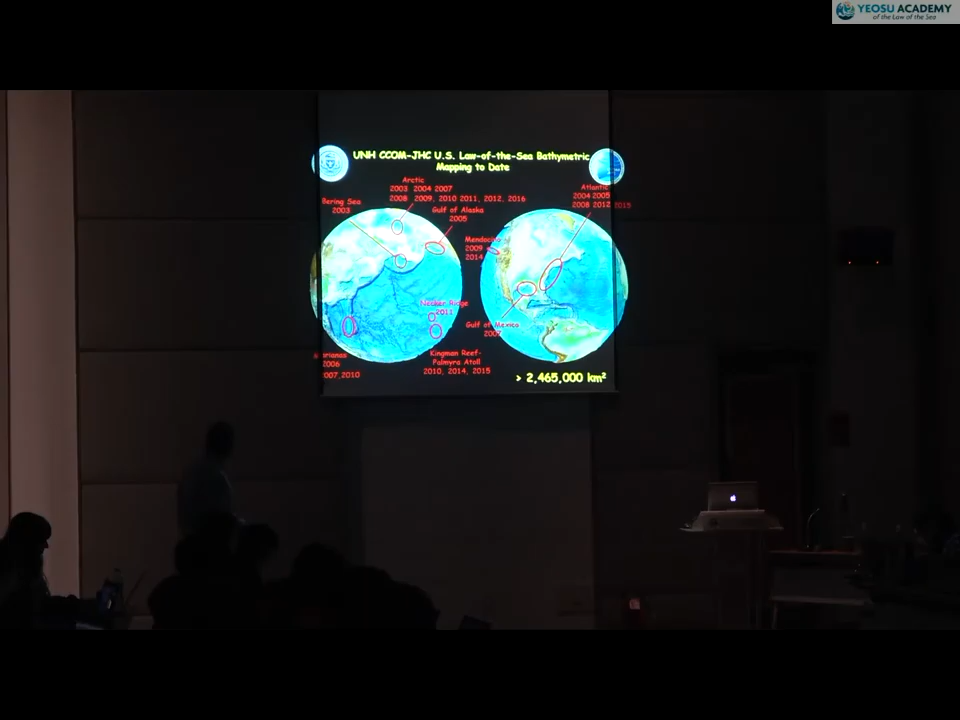 YEOSU ACADEMY
of the Law of the Sea
UNH CCOM-JHC U.S. Law-of-the-Sea Bathymetric
Mapping to Date
Arctic
2003 2004 2007
2008 2009, 2010 2011, 2012, 2016
Bering Sea
2003
Gulf of Alaska
2005
Atlantic
2004 2005
2008 2012 2015
Mendocino
2009
2014
Necker Ridge
2011
Gulf of Mexico
Kingman Reef-
Palmyra Atoll
2010, 2014, 2015
2006
2007, 2010
> 2,465,000 km²